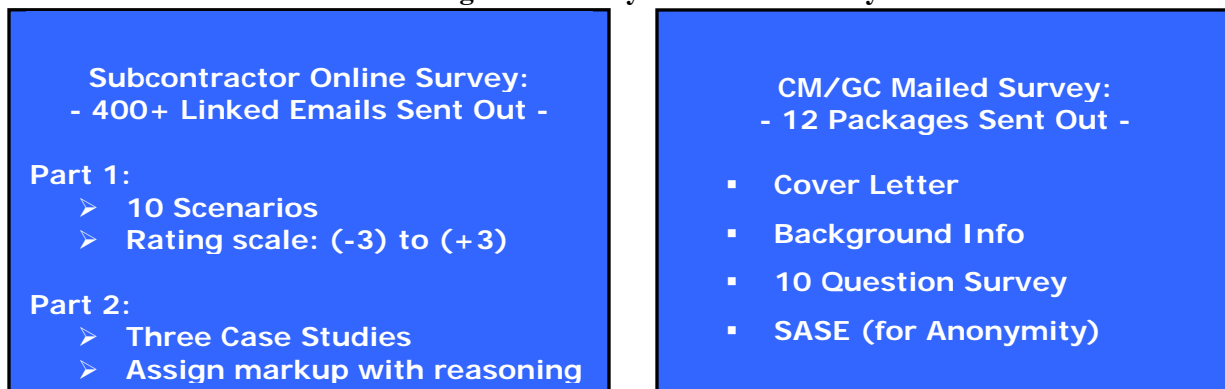 Subcontractor Online Survey:
- 400+ Linked Emails Sent Out -
Part 1:
➢ 10 Scenarios
➢ Rating scale: (-3) to (+3)
Part 2:
➢ Three Case Studies
➢ Assign markup with reasoning
CM/GC Mailed Survey:
- 12 Packages Sent Out -
▪ Cover Letter
▪ Background Info
▪ 10 Question Survey
▪ SASE (for Anonymity)